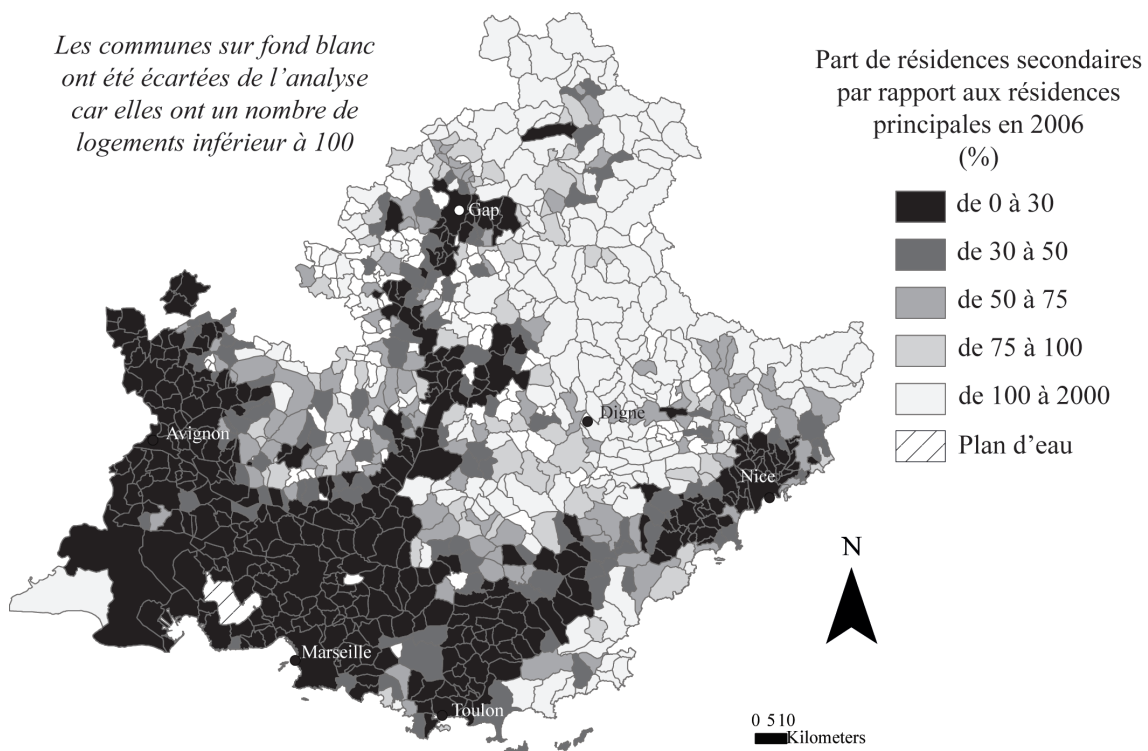 Les communes sur fond blanc
ont été écartées de l’analyse
car elles ont un nombre de
logements inférieur à 100
Part de résidences secondaires
par rapport aux résidences
principales en 2006
(%)
de 0 à 30
de 30 à 50
de 50 à 75
de 75 à 100
de 100 à 2000
Plan d’eau
Gap
Digne
Avignon
Nice
N
Marseille
Toulon
0 5 10
Kilometers